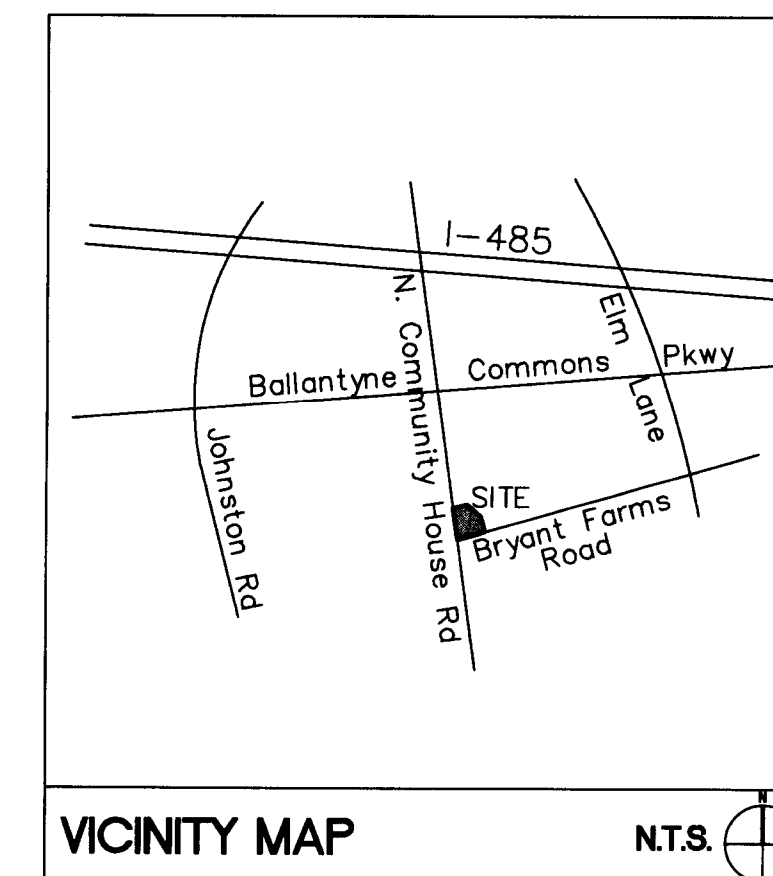 I-485
N. Community House Rd
Elm Lane
Ballantyne Commons Pkwy
Johnston Rd
SITE
Bryant Farms
Road
VICINITY MAP
N.T.S.
N